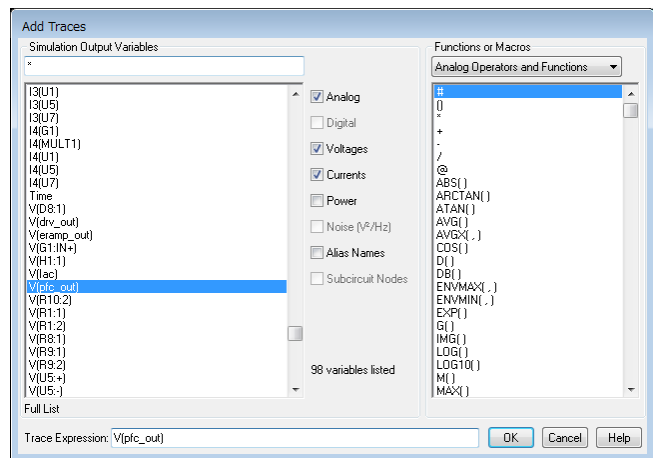 Add Traces
Simulation Output Variables
*
I3(U1)
I3(U5)
I3(U7)
I4(G1)
I4(MULT1)
I4(U1)
I4(U5)
I4(U7)
Time
V(D8:1)
V(drv_out)
V(eramp_out)
V(G1:IN+)
V(H1:1)
V(Iac)
V(pfc_out)
V(R10:2)
V(R1:1)
V(R1:2)
V(R8:1)
V(R9:1)
V(R9:2)
V(U5:+)
V(U5:-)
Full List
Analog
Digital
Voltages
Currents
Power
Noise (V²/Hz)
Alias Names
Subcircuit Nodes
98 variables listed
Functions or Macros
Analog Operators and Functions
#
()
*
+
-
/
@
ABS( )
ARCTAN( )
ATAN( )
AVG( )
AVGX( , )
COS( )
D( )
DB( )
ENVMAX( , )
ENVMIN( , )
EXP( )
G( )
IMG( )
LOG( )
LOG10( )
M( )
MAX( )
Trace Expression: V(pfc_out)
OK Cancel Help